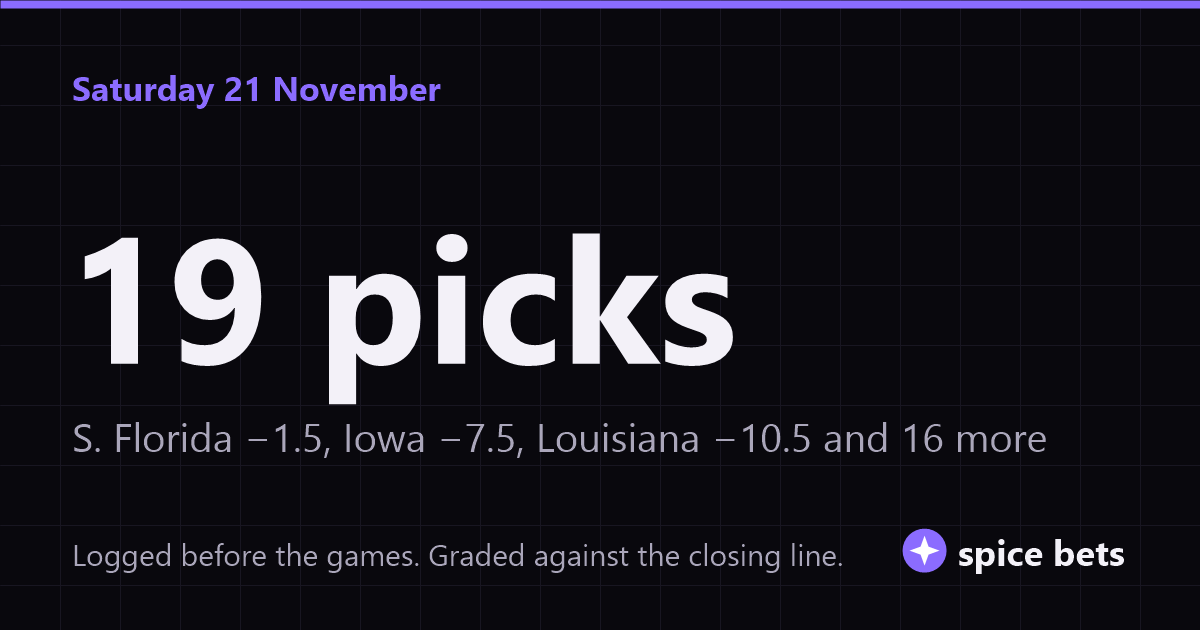 Saturday 21 November
19 picks
S. Florida −1.5, Iowa −7.5, Louisiana −10.5 and 16 more
Logged before the games. Graded against the closing line.
spice bets